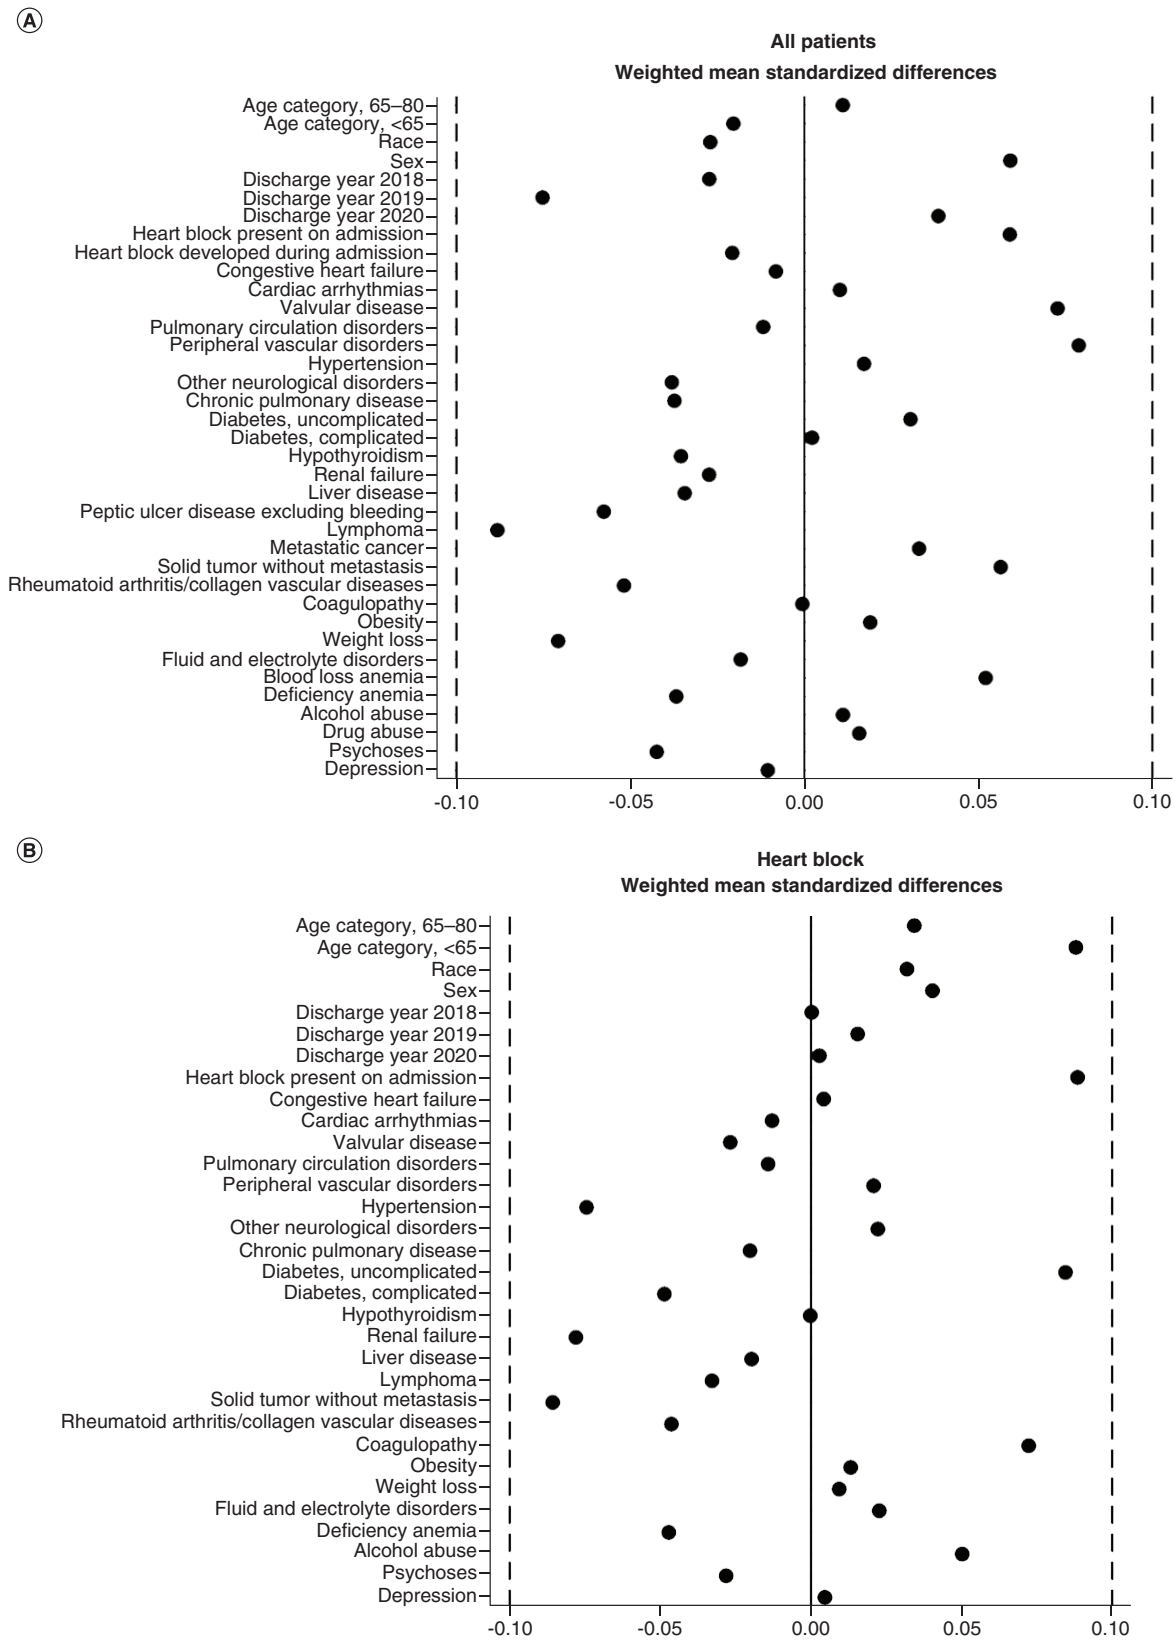 A
All patients
Weighted mean standardized differences
Age category, 65–80
Age category, <65
Race
Sex
Discharge year 2018
Discharge year 2019
Discharge year 2020
Heart block present on admission
Heart block developed during admission
Congestive heart failure
Cardiac arrhythmias
Valvular disease
Pulmonary circulation disorders
Peripheral vascular disorders
Hypertension
Other neurological disorders
Chronic pulmonary disease
Diabetes, uncomplicated
Diabetes, complicated
Hypothyroidism
Renal failure
Liver disease
Peptic ulcer disease excluding bleeding
Lymphoma
Metastatic cancer
Solid tumor without metastasis
Rheumatoid arthritis/collagen vascular diseases
Coagulopathy
Obesity
Weight loss
Fluid and electrolyte disorders
Blood loss anemia
Deficiency anemia
Alcohol abuse
Drug abuse
Psychoses
Depression
-0.10 -0.05 0.00 0.05 0.10
B
Heart block
Weighted mean standardized differences
Age category, 65–80
Age category, <65
Race
Sex
Discharge year 2018
Discharge year 2019
Discharge year 2020
Heart block present on admission
Congestive heart failure
Cardiac arrhythmias
Valvular disease
Pulmonary circulation disorders
Peripheral vascular disorders
Hypertension
Other neurological disorders
Chronic pulmonary disease
Diabetes, uncomplicated
Diabetes, complicated
Hypothyroidism
Renal failure
Liver disease
Lymphoma
Solid tumor without metastasis
Rheumatoid arthritis/collagen vascular diseases
Coagulopathy
Obesity
Weight loss
Fluid and electrolyte disorders
Deficiency anemia
Alcohol abuse
Psychoses
Depression
-0.10 -0.05 0.00 0.05 0.10